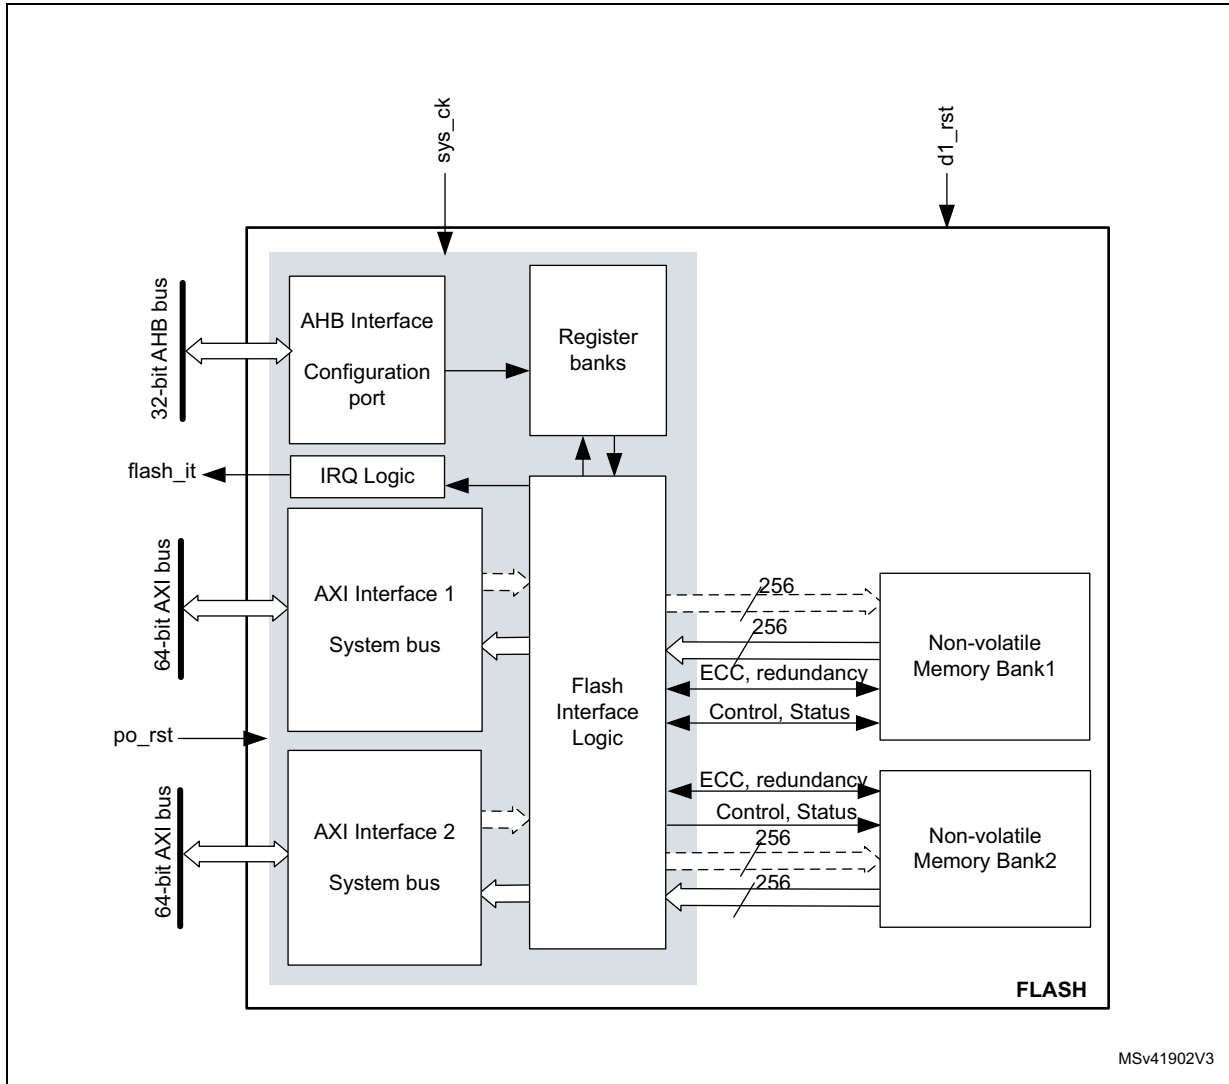 sys_ck
d1_rst
32-bit AHB bus
AHB Interface
Configuration
port
Register
banks
flash_it
IRQ Logic
64-bit AXI bus
AXI Interface 1
System bus
Flash
Interface
Logic
256
256
ECC, redundancy
Control, Status
Non-volatile
Memory Bank1
po_rst
64-bit AXI bus
AXI Interface 2
System bus
ECC, redundancy
Control, Status
256
256
Non-volatile
Memory Bank2
FLASH
MSv41902V3